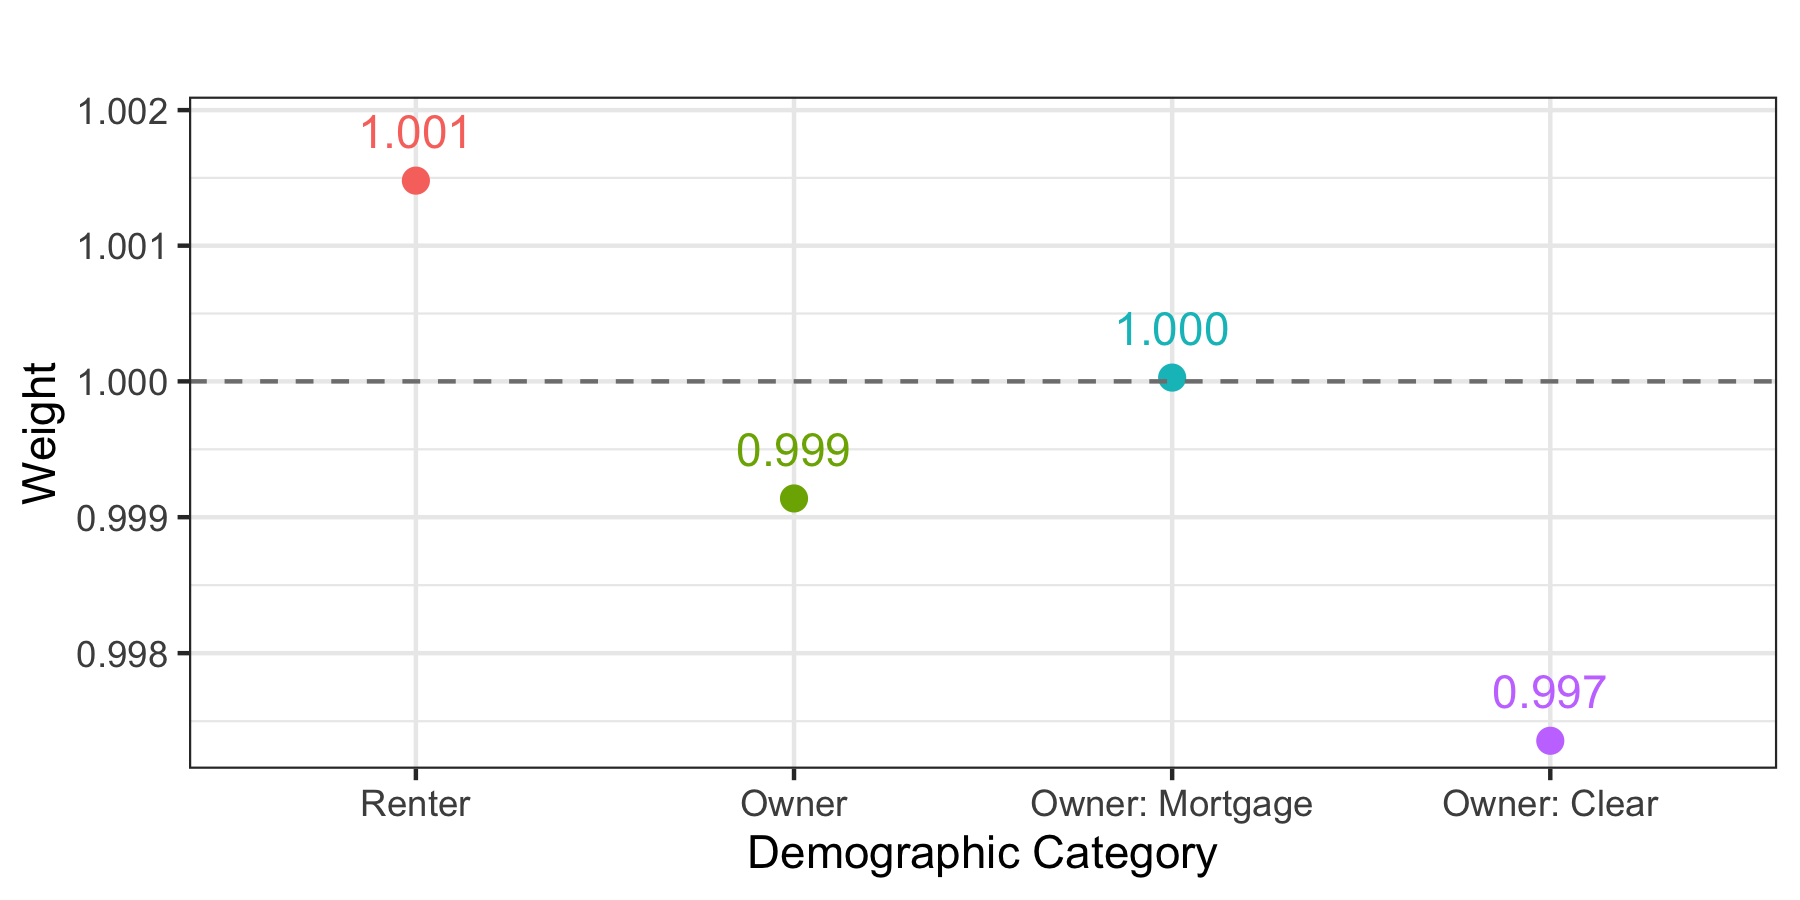 1.002
1.001
1.001
1.000
1.000
0.999
0.999
0.998
0.997
Weight
Renter
Owner
Owner: Mortgage
Owner: Clear
Demographic Category